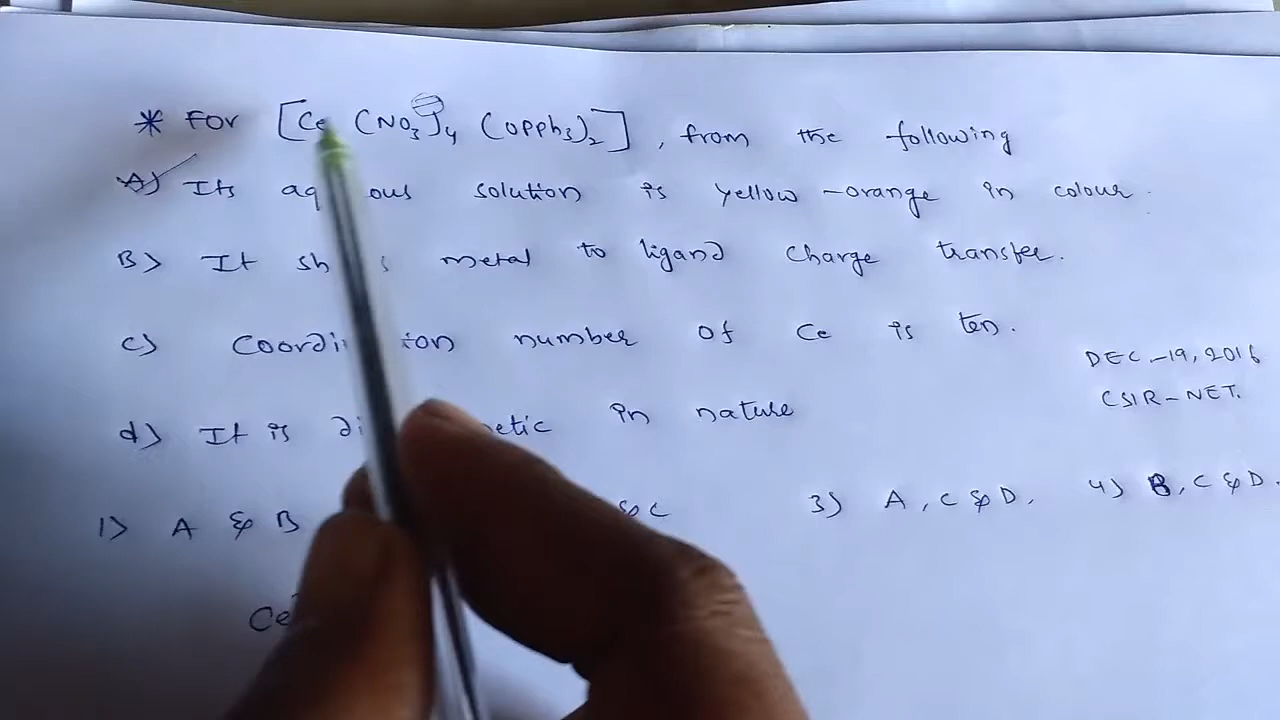 * For [Ce (NO3⊖)4 (OPPh3)2], from the following
A) Its aq ous solution is yellow-orange in colour.
B) It sh s metal to ligand charge transfer.
c) Coordi tion number of Ce is ten.
DEC-19, 2016
CSIR-NET.
d) It is di etic in nature
1) A & B & C 3) A, C & D. 4) B, C & D.
Ce